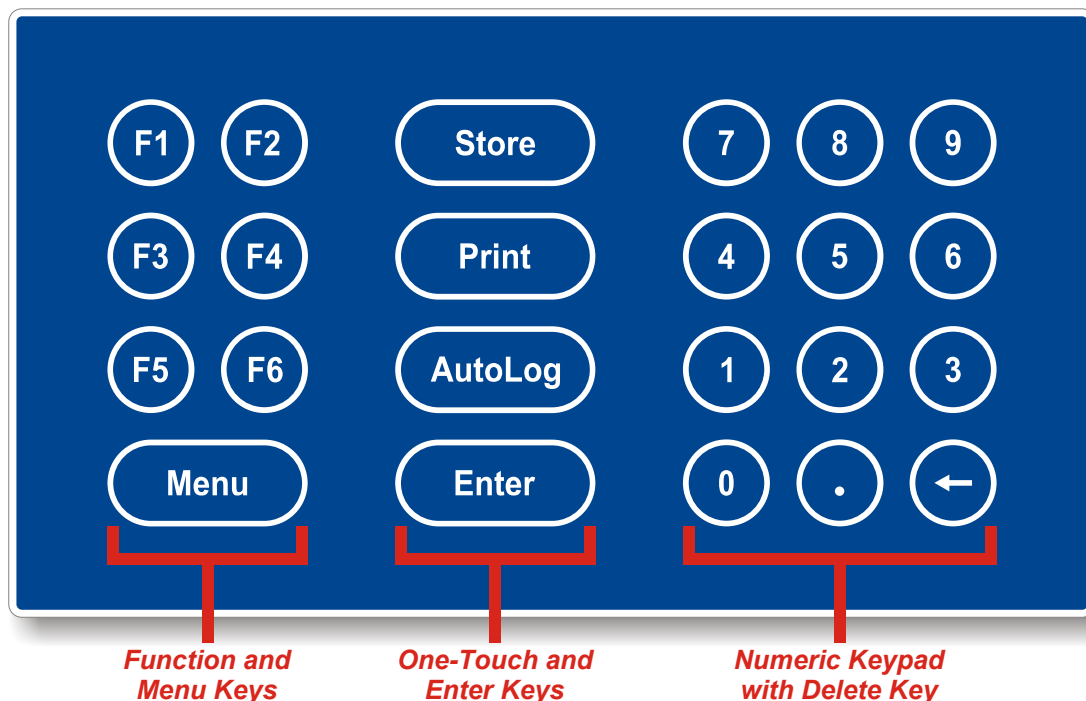 F1 F2 Store 7 8 9
F3 F4 Print 4 5 6
F5 F6 AutoLog 1 2 3
Menu Enter 0 .
Function and
Menu Keys
One-Touch and
Enter Keys
Numeric Keypad
with Delete Key